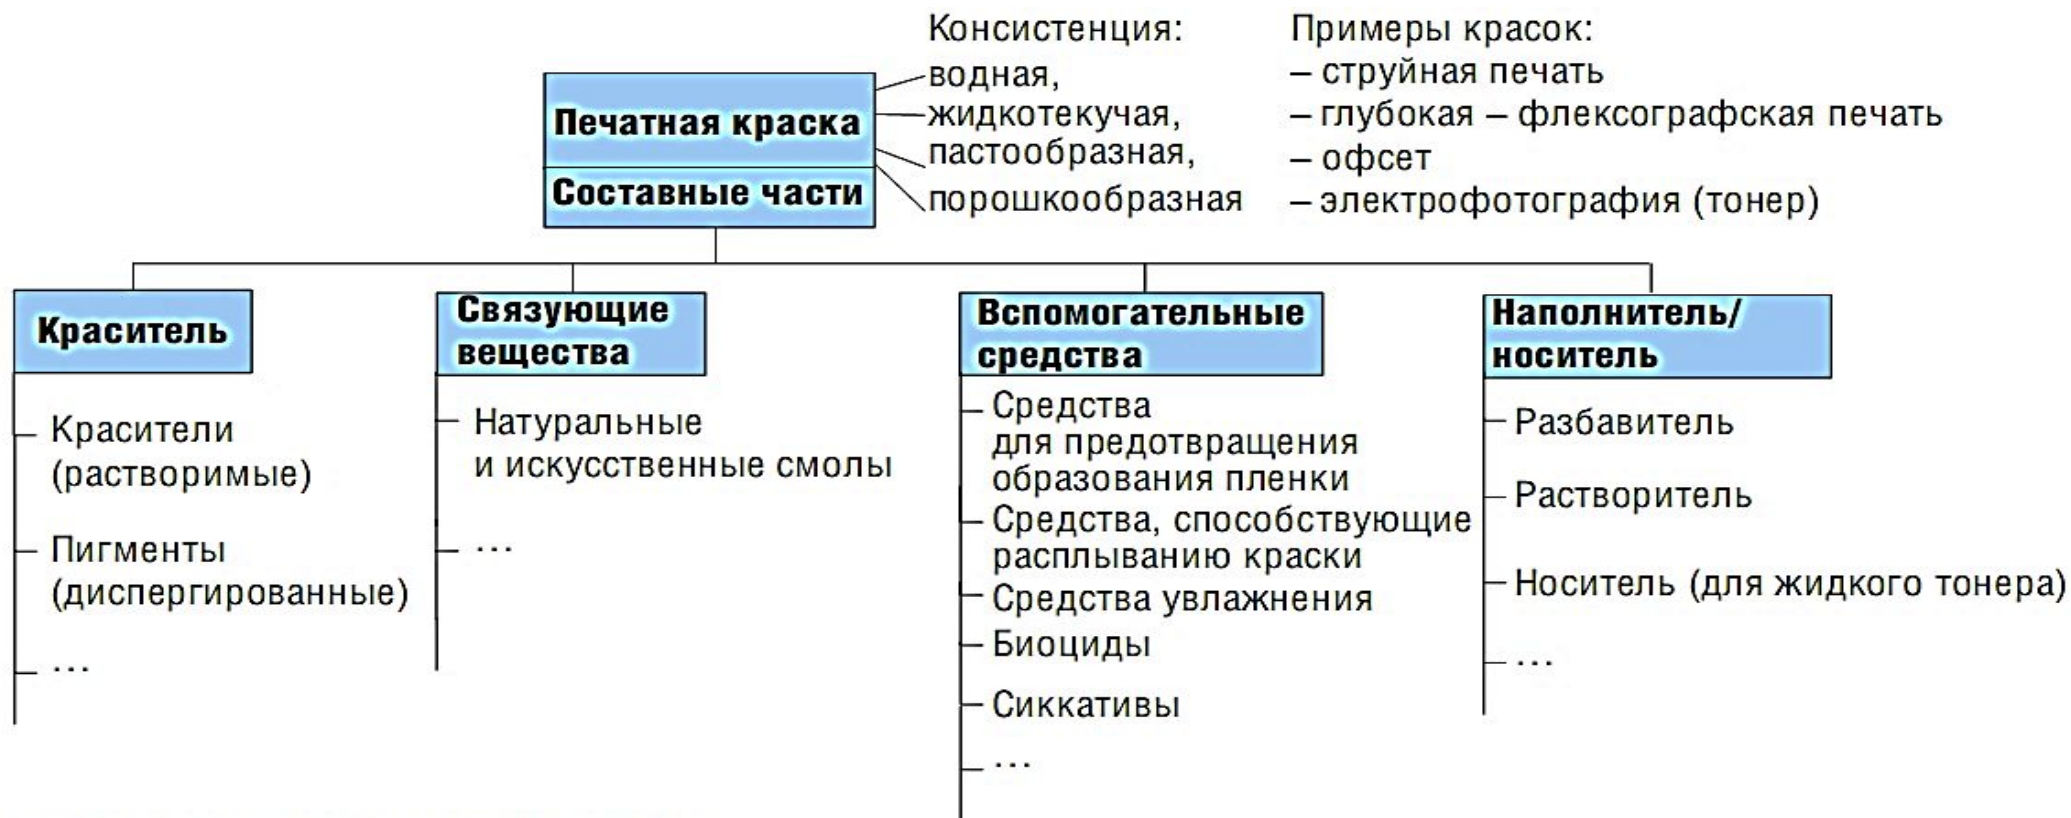 Консистенция:
водная,
жидкотекучая,
пастообразная,
порошкообразная
Примеры красок:
– струйная печать
– глубокая – флексографская печать
– офсет
– электрофотография (тонер)
Печатная краска
Составные части
Краситель
Красители
(растворимые)
Пигменты
(диспергированные)
...
Связующие
вещества
Натуральные
и искусственные смолы
...
Вспомогательные
средства
Средства
для предотвращения
образования пленки
Средства, способствующие
расплыванию краски
Средства увлажнения
Биоциды
Сиккативы
...
Наполнитель/
носитель
Разбавитель
Растворитель
Носитель (для жидкого тонера)
...